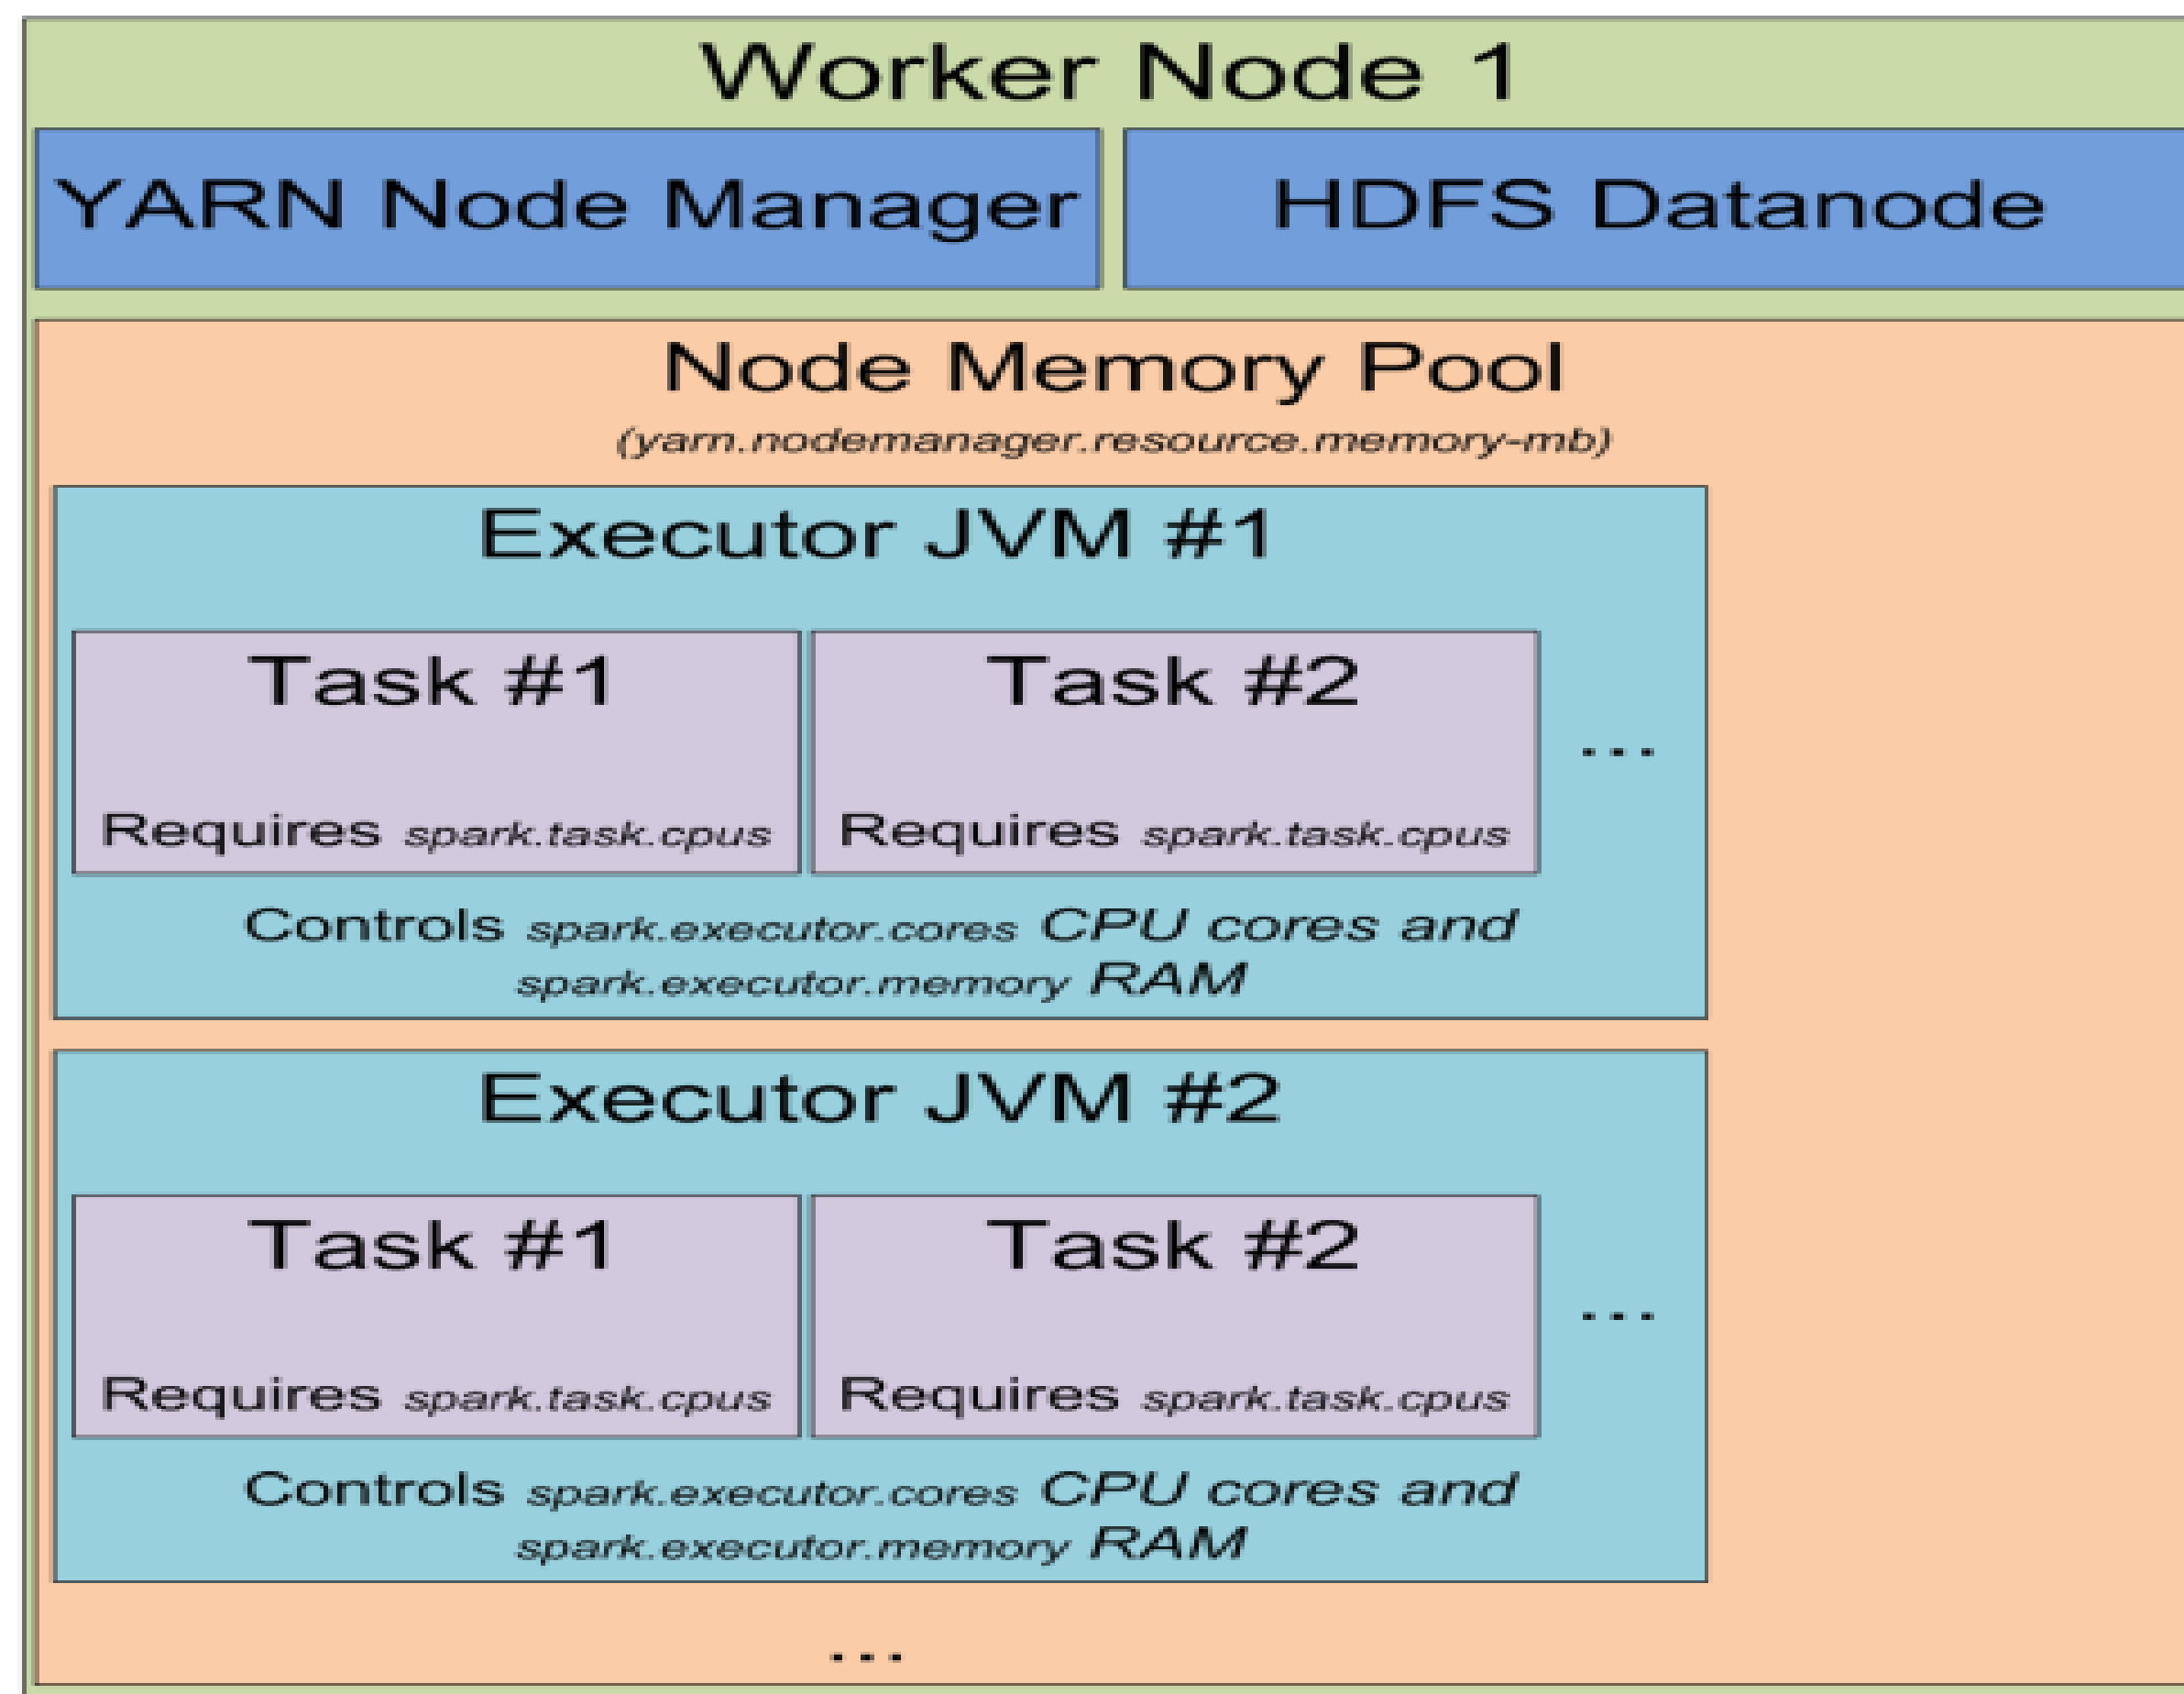 Worker Node 1
YARN Node Manager
HDFS Datanode
Node Memory Pool
(yarn.nodemanager.resource.memory-mb)
Executor JVM #1
Task #1
Requires spark.task.cpus
Task #2
Requires spark.task.cpus
...
Controls spark.executor.cores CPU cores and
spark.executor.memory RAM
Executor JVM #2
Task #1
Requires spark.task.cpus
Task #2
Requires spark.task.cpus
...
Controls spark.executor.cores CPU cores and
spark.executor.memory RAM
...